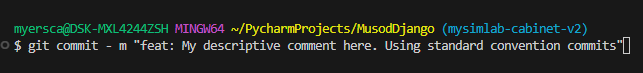 myersca@DSK-MXL4244ZSH MINGW64 ~/PycharmProjects/MusodDjango (mysimlab-cabinet-v2)
$ git commit - m "feat: My descriptive comment here. Using standard convention commits"